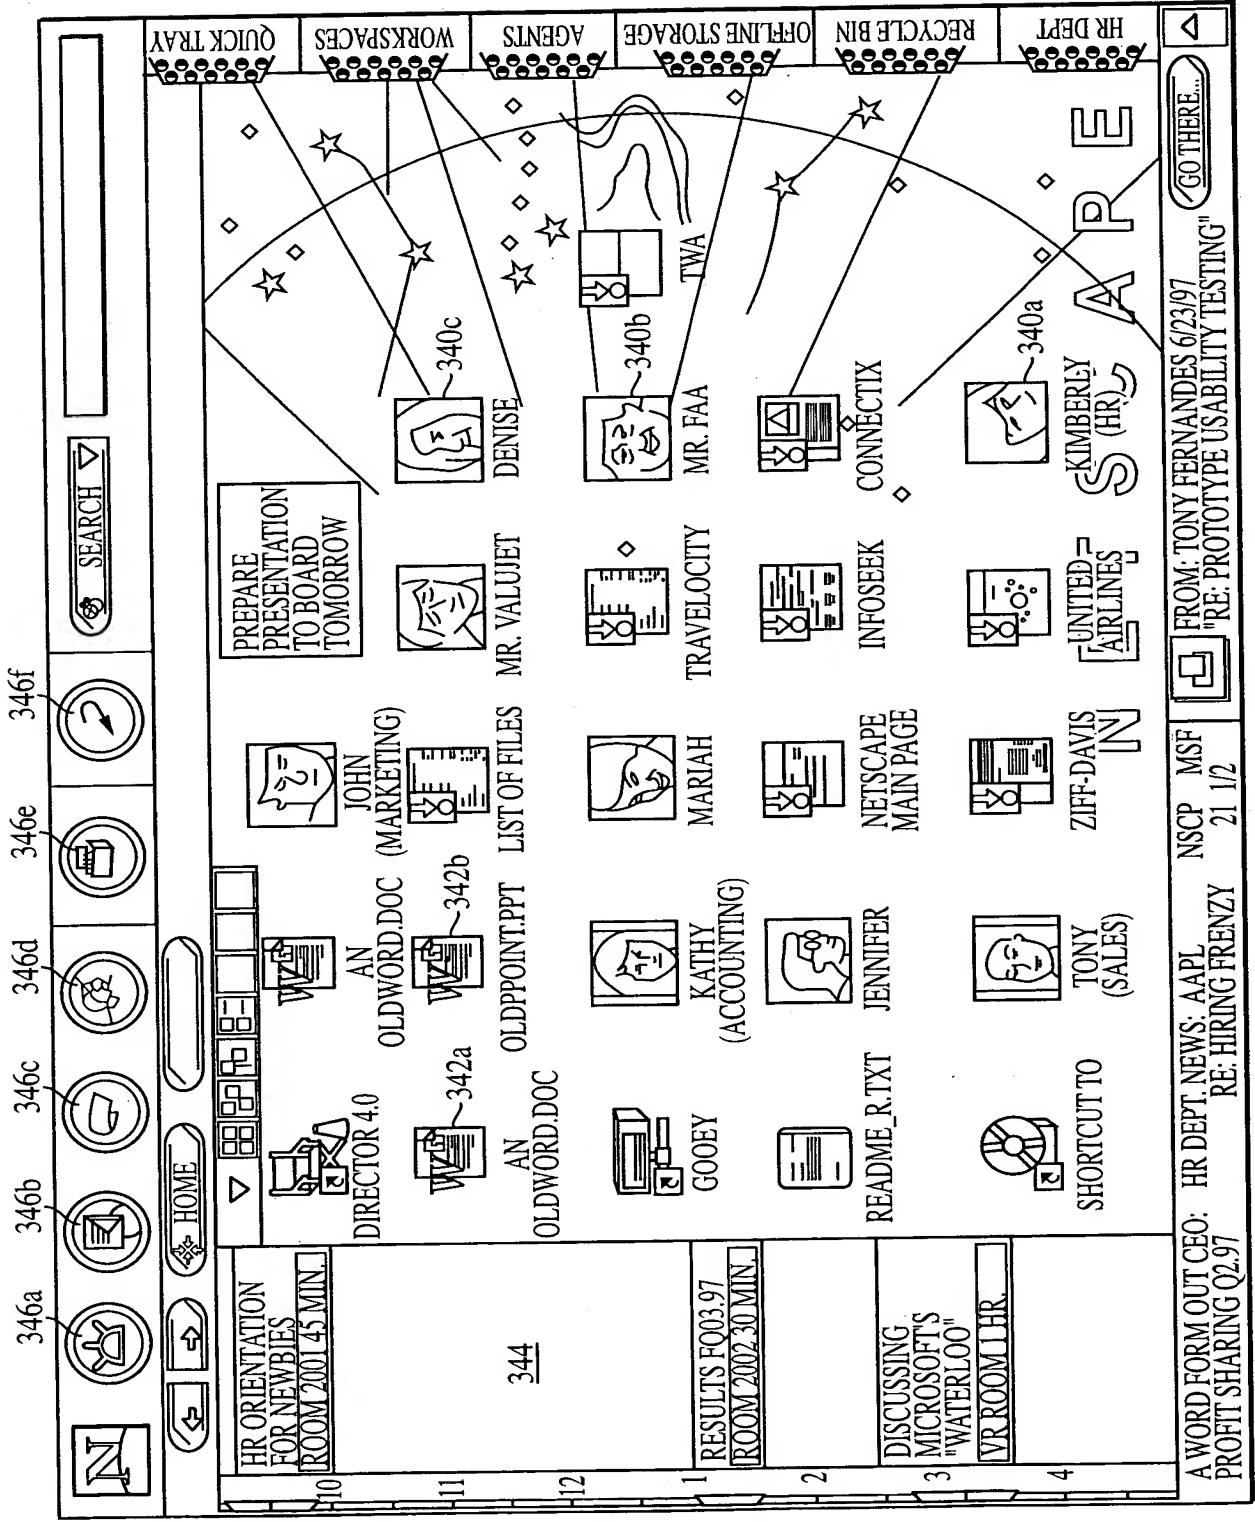 346a
346b
346c
346d
346e
346f
N
SEARCH
HOME
HR ORIENTATION
FOR NEWBIES
ROOM 2001 45 MIN.
344
RESULTS FQ03.97
ROOM 2002 30 MIN.
DISCUSSING
MICROSOFT'S
"WATERLOO"
VR ROOM 1 HR.
10
11
12
1
2
3
4
DIRECTOR 4.0
AN
OLDWORD.DOC
JOHN
(MARKETING)
PREPARE
PRESENTATION
TO BOARD
TOMORROW
342a
AN
OLDWORD.DOC
342b
OLDPPOINT.PPT
LIST OF FILES
MR. VALUJET
340c
DENISE
GOOEY
KATHY
(ACCOUNTING)
MARIAH
TRAVELOCITY
340b
MR. FAA
TWA
README_R.TXT
JENNIFER
NETSCAPE
MAIN PAGE
INFOSEEK
CONNECTIX
SHORTCUT TO
TONY
(SALES)
ZIFF-DAVIS
UNITED
AIRLINES
340a
KIMBERLY
(HR)
N E T S C A P E
QUICK TRAY
WORKSPACES
AGENTS
OFFLINE STORAGE
RECYCLE BIN
HR DEPT
A WORD FORM OUT CEO:
PROFIT SHARING Q2.97
HR DEPT. NEWS: AAPL
RE: HIRING FRENZY
NSCP MSF
21 1/2
FROM: TONY FERNANDES 6/23/97
"RE: PROTOTYPE USABILITY TESTING"
GO THERE...